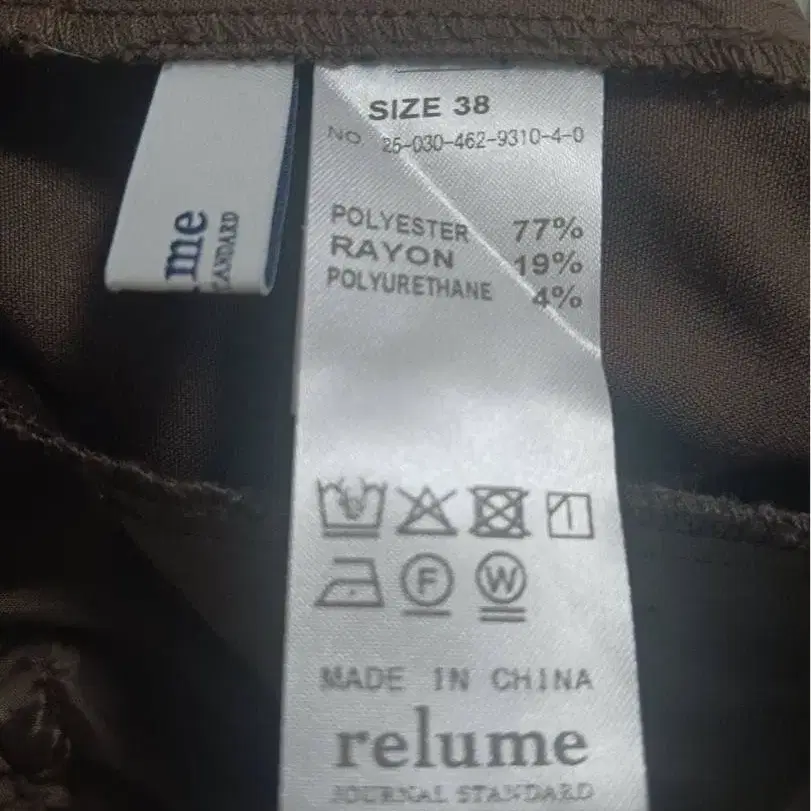 me
SIZE 38
NO 25-030-462-9310-4-0
POLYESTER 77%
RAYON 19%
POLYURETHANE 4%
F W
MADE IN CHINA
relume
JOURNAL STANDARD